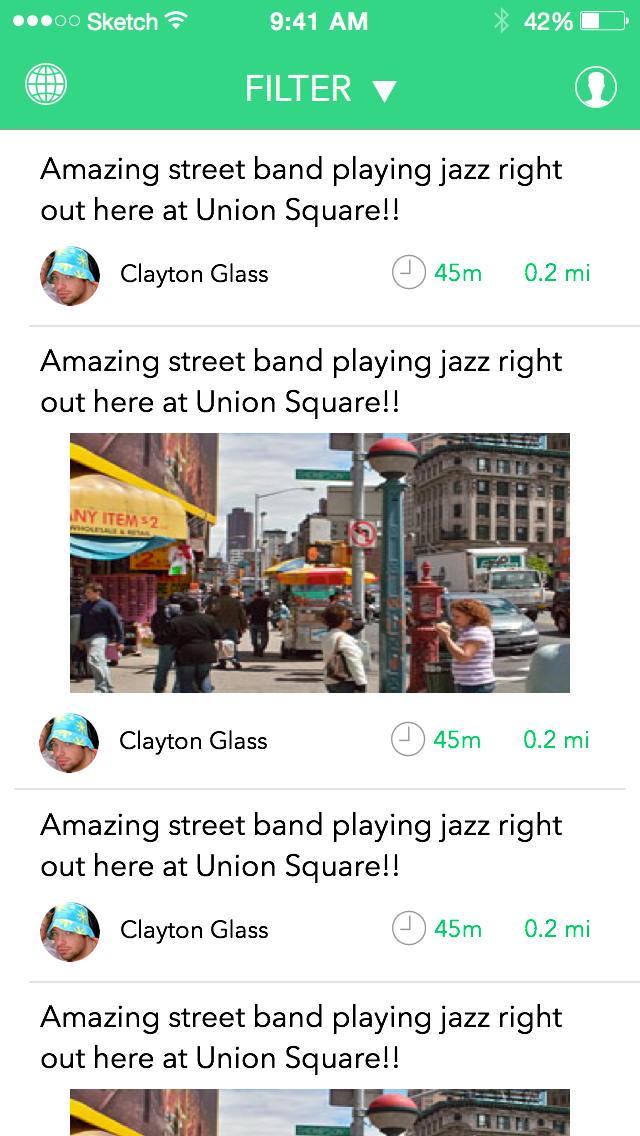 Sketch 9:41 AM 42%
FILTER
Amazing street band playing jazz right
out here at Union Square!!
Clayton Glass 45m 0.2 mi
Amazing street band playing jazz right
out here at Union Square!!
THOMPSON
ANY ITEM $2
WHOLESALE & RETAIL
Clayton Glass 45m 0.2 mi
Amazing street band playing jazz right
out here at Union Square!!
Clayton Glass 45m 0.2 mi
Amazing street band playing jazz right
out here at Union Square!!
THOMPSON